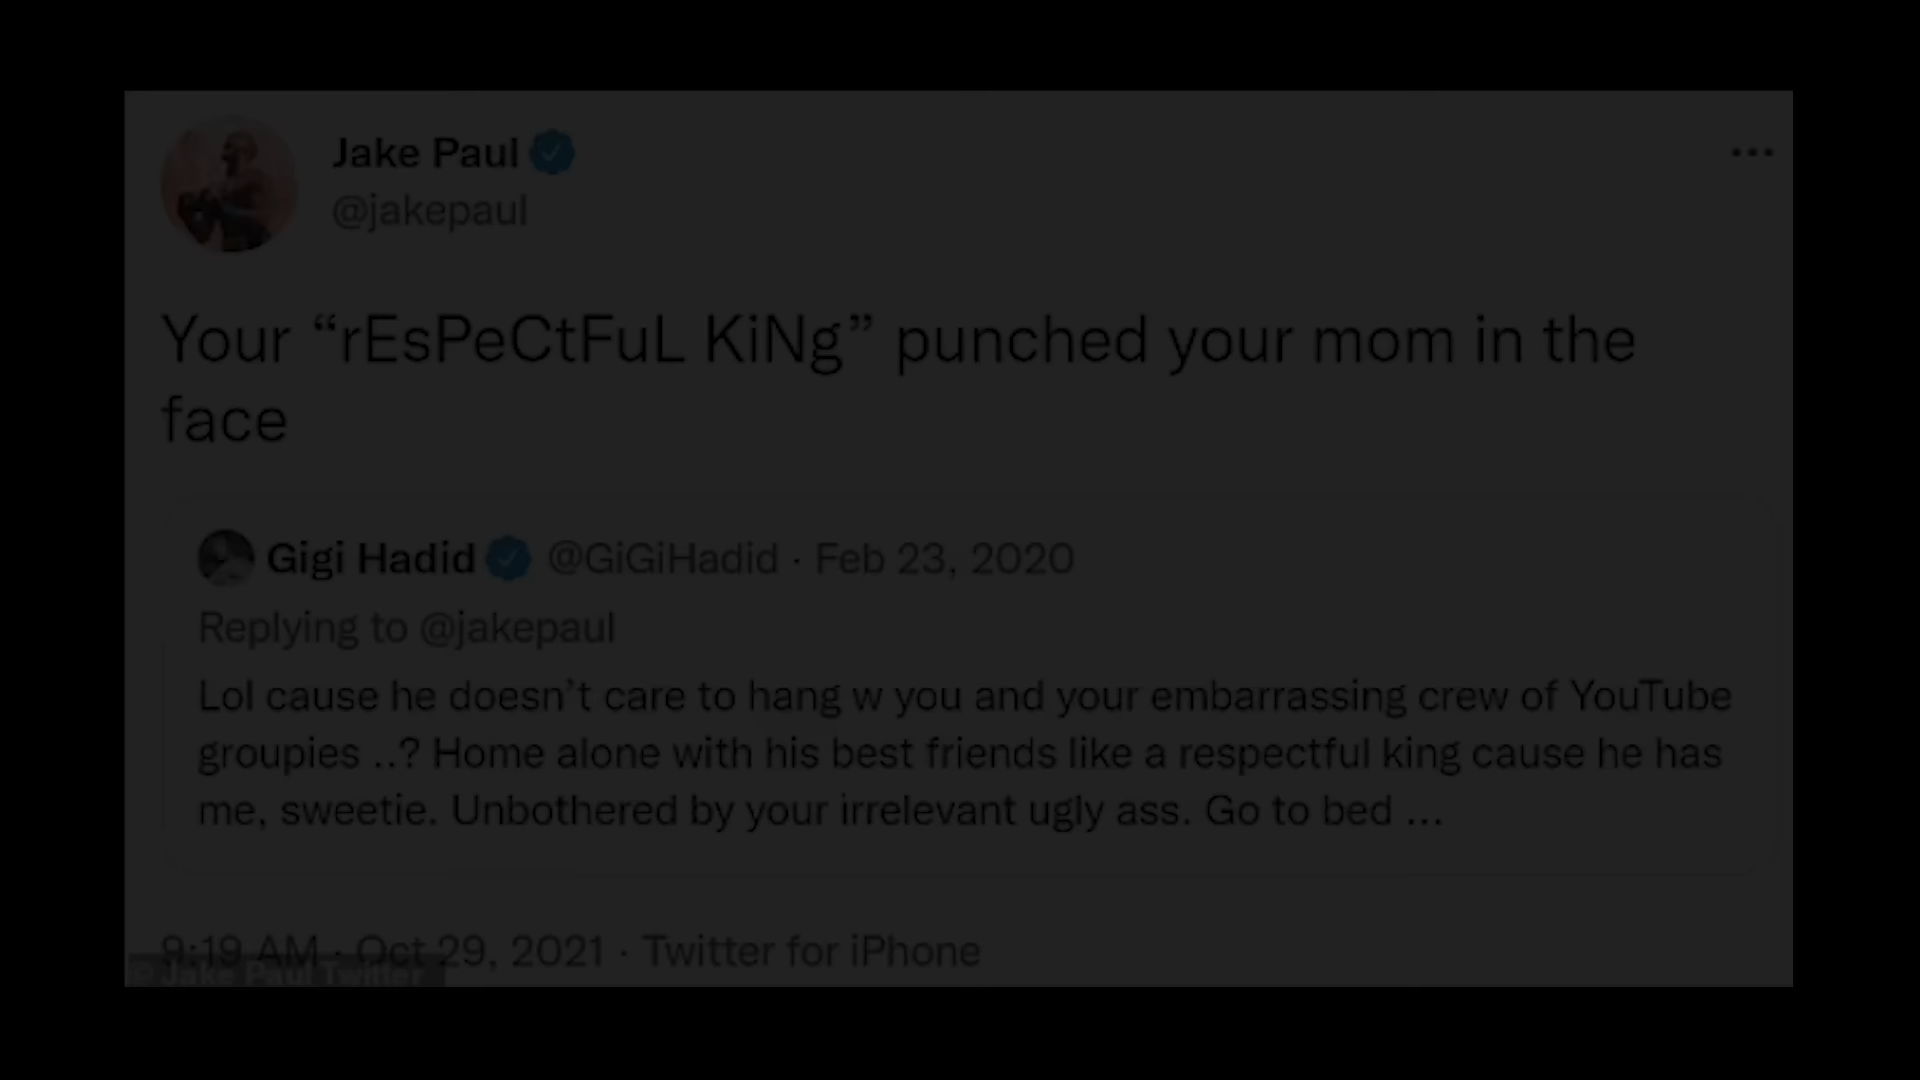 Jake Paul
@jakepaul
Your “rEsPeCtFuL KiNg” punched your mom in the
face
Gigi Hadid @GiGiHadid · Feb 23, 2020
Replying to @jakepaul
Lol cause he doesn’t care to hang w you and your embarrassing crew of YouTube
groupies ..? Home alone with his best friends like a respectful king cause he has
me, sweetie. Unbothered by your irrelevant ugly ass. Go to bed ...
9:19 AM · Oct 29, 2021 · Twitter for iPhone
© Jake Paul Twitter